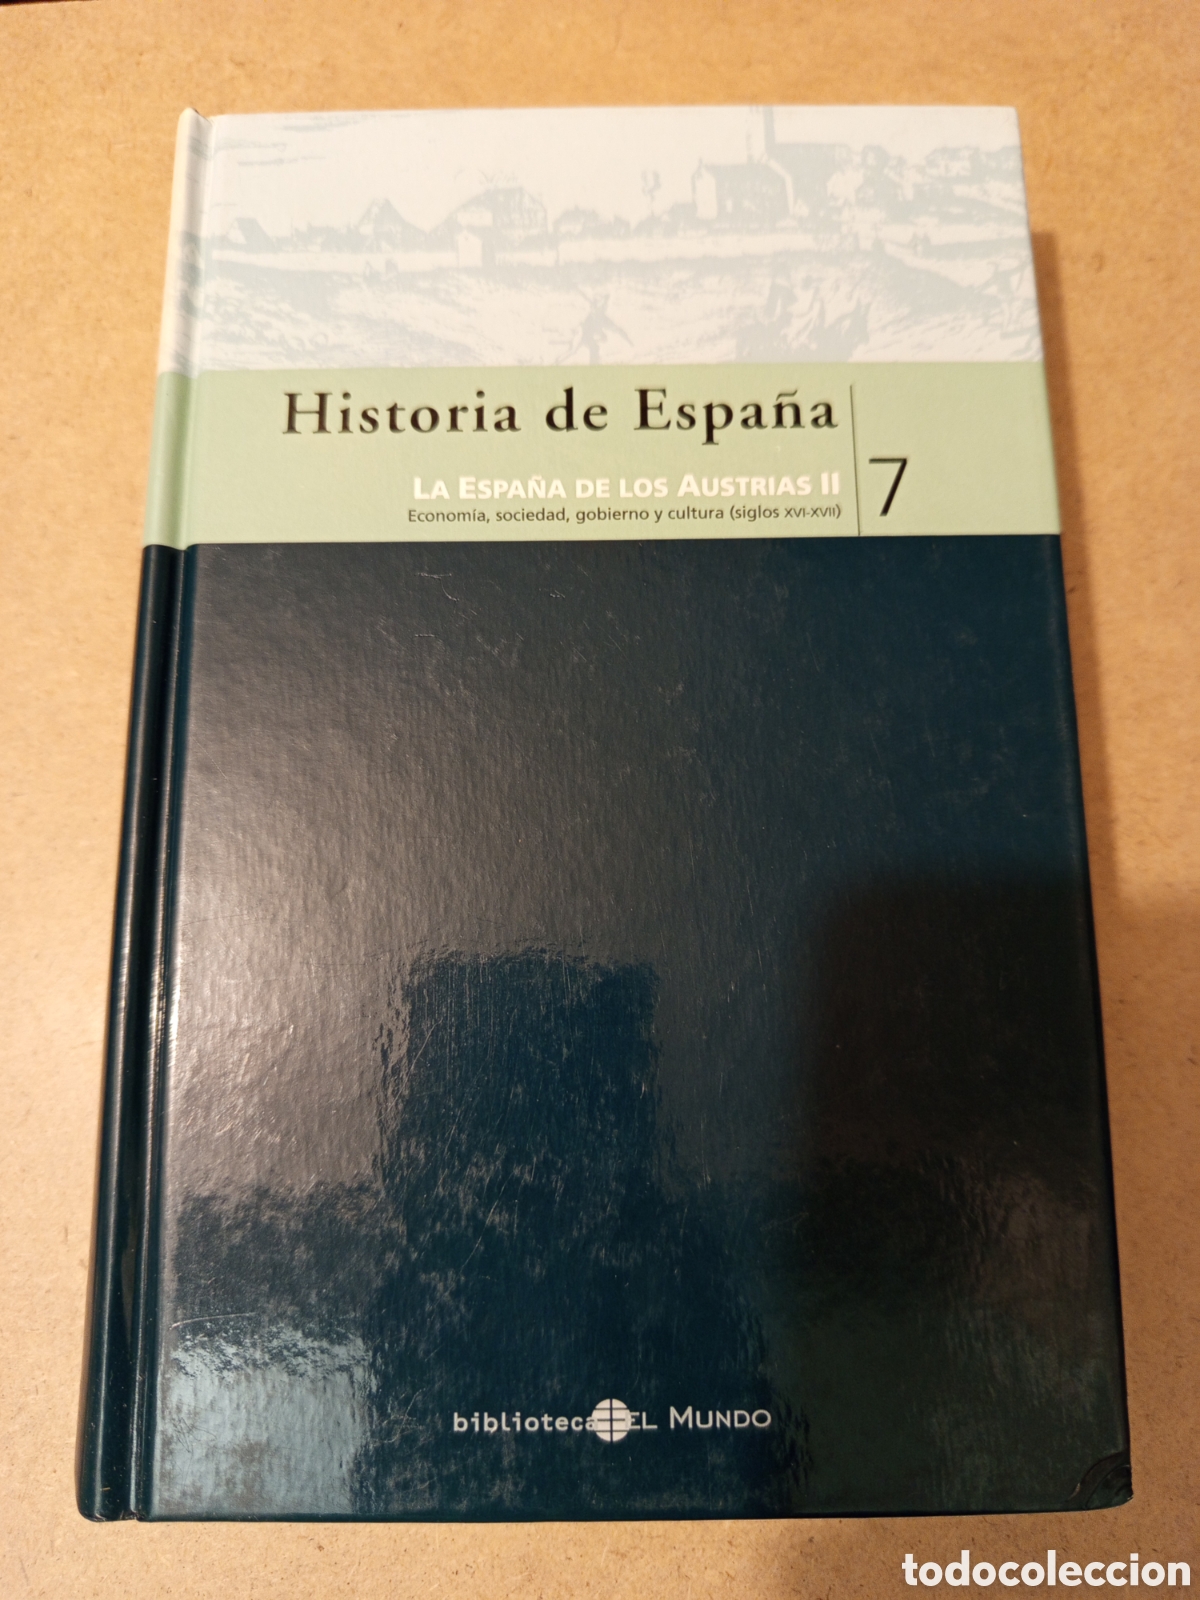 Historia de España
LA ESPAÑA DE LOS AUSTRIAS II
Economía, sociedad, gobierno y cultura (siglos XVI-XVII)
7
biblioteca EL MUNDO
todocoleccion